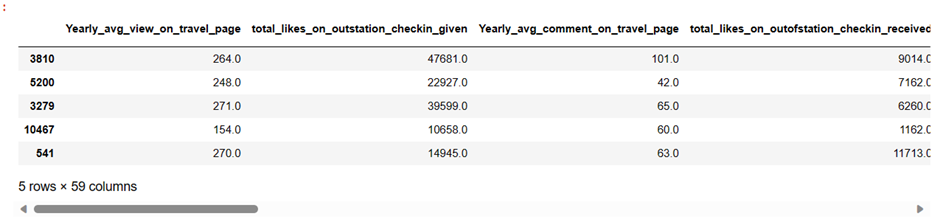 :
Yearly_avg_view_on_travel_page total_likes_on_outstation_checkin_given Yearly_avg_comment_on_travel_page total_likes_on_outofstation_checkin_received
3810 264.0 47681.0 101.0 9014.0
5200 248.0 22927.0 42.0 7162.0
3279 271.0 39599.0 65.0 6260.0
10467 154.0 10658.0 60.0 1162.0
541 270.0 14945.0 63.0 11713.0
5 rows × 59 columns